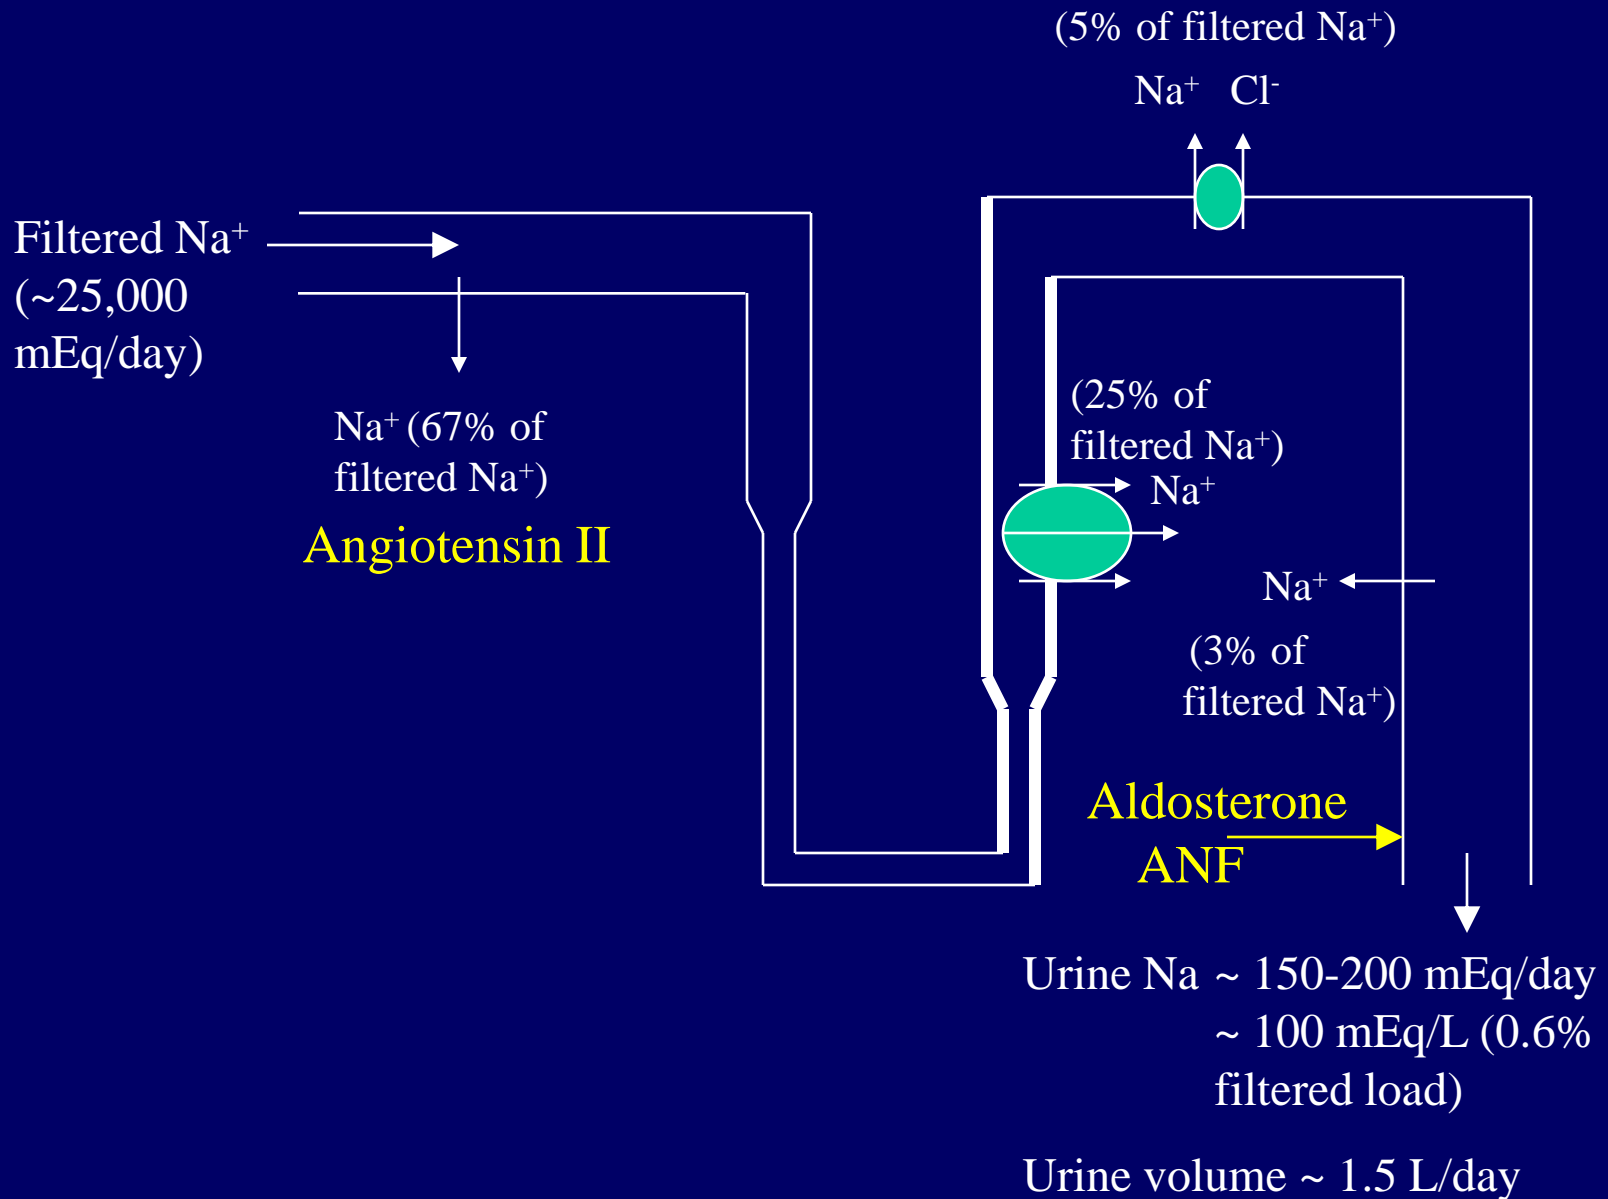 (5% of filtered Na⁺)
Na⁺ Cl⁻
Filtered Na⁺
(~25,000
mEq/day)
Na⁺ (67% of
filtered Na⁺)
Angiotensin II
(25% of
filtered Na⁺)
Na⁺
Na⁺
(3% of
filtered Na⁺)
Aldosterone
ANF
Urine Na ~ 150-200 mEq/day
~ 100 mEq/L (0.6%
filtered load)
Urine volume ~ 1.5 L/day